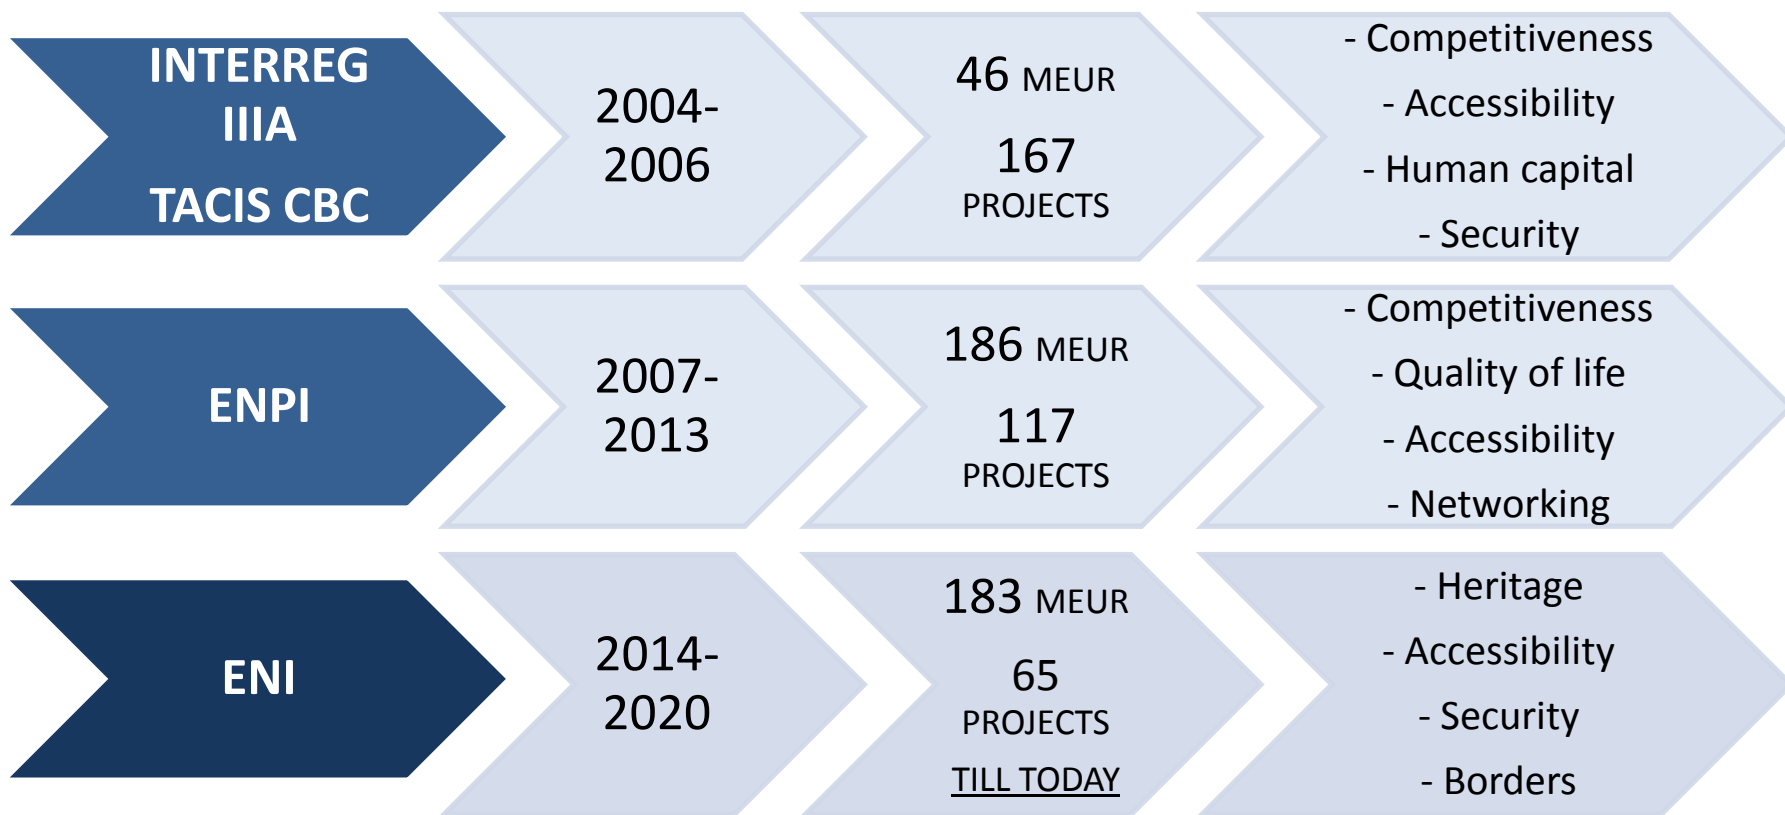 INTERREG
IIIA
TACIS CBC
2004-
2006
46 MEUR
167
PROJECTS
- Competitiveness
- Accessibility
- Human capital
- Security
ENPI
2007-
2013
186 MEUR
117
PROJECTS
- Competitiveness
- Quality of life
- Accessibility
- Networking
ENI
2014-
2020
183 MEUR
65
PROJECTS
TILL TODAY
- Heritage
- Accessibility
- Security
- Borders